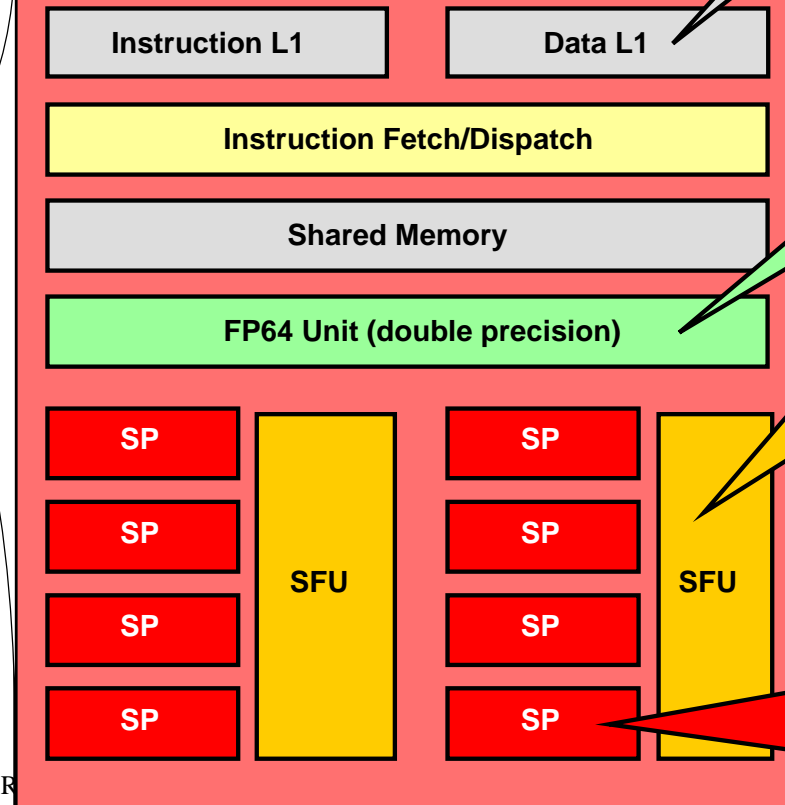 Instruction L1 Data L1
Instruction Fetch/Dispatch
Shared Memory
FP64 Unit (double precision)
SP SP
SP SP
SFU SFU
SP SP
SP SP
R